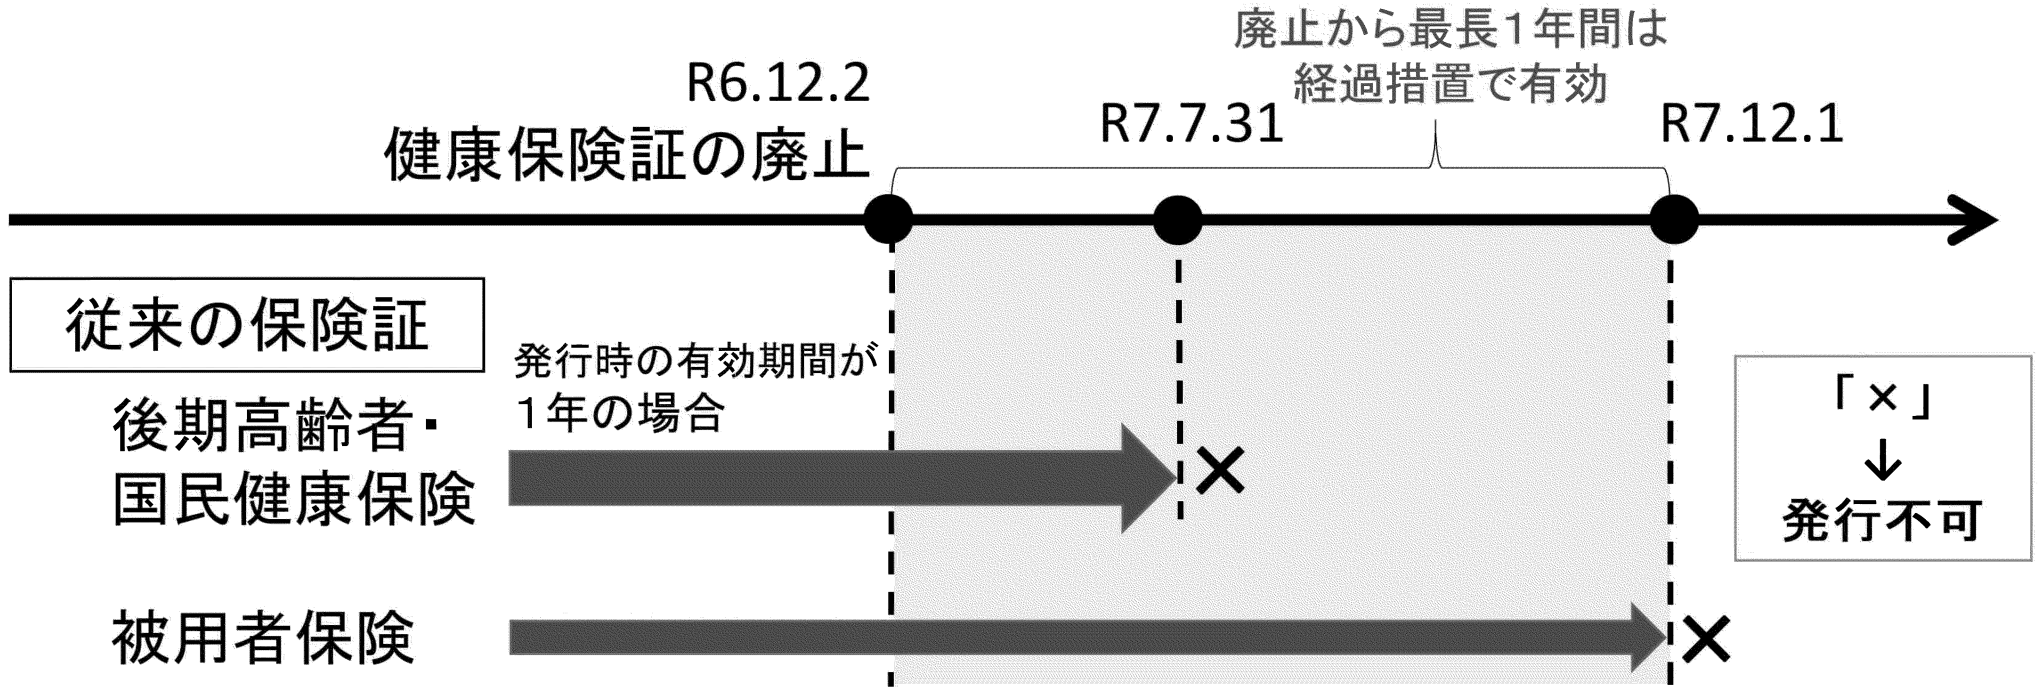 廃止から最長１年間は
経過措置で有効
R6.12.2
健康保険証の廃止
R7.7.31
R7.12.1
従来の保険証
発行時の有効期間が
１年の場合
後期高齢者・
国民健康保険
×
被用者保険
×
「×」
↓
発行不可